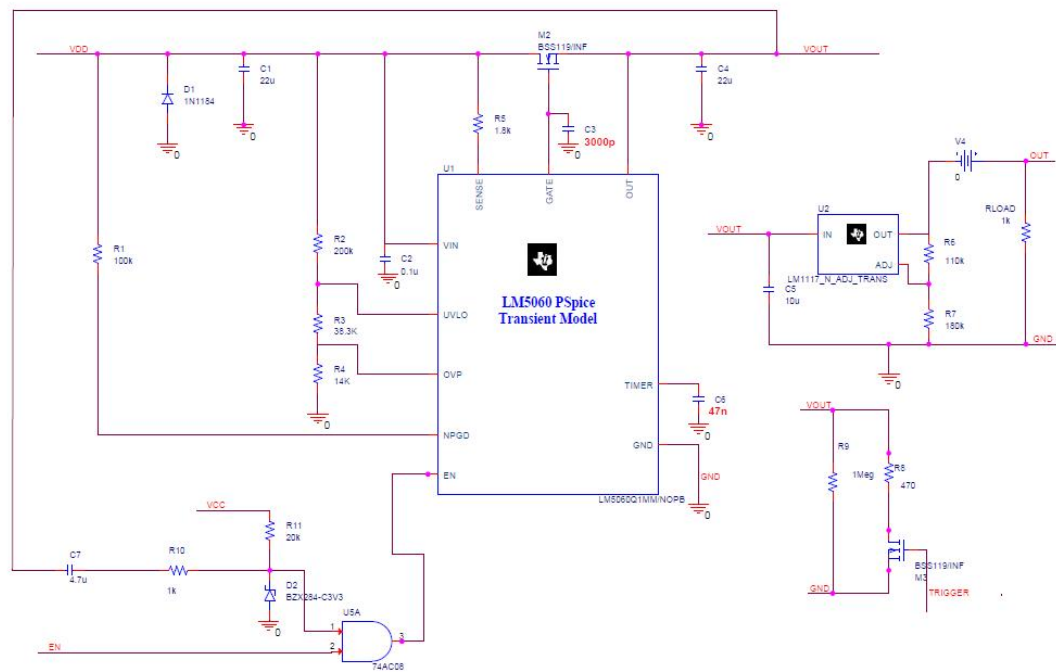 M2
BSS119/INF
VDD
VOUT
C1
22u
0
D1
1N1184
0
C4
22u
0
R5
1.8k
C3
3000p
0
U1
SENSE
GATE
OUT
V4
0
OUT
U2
RLOAD
1k
VOUT
IN
OUT
ADJ
LM1117_N_ADJ_TRANS
R6
110k
R7
180k
C5
10u
GND
0
R1
100k
R2
200k
C2
0.1u
0
VIN
LM5060 PSpice
Transient Model
R3
38.3K
UVLO
R4
14K
0
OVP
TIMER
C6
47n
0
NPGD
GND
GND
0
EN
LM5060Q1MM/NOPB
VOUT
R9
1Meg
R8
470
BSS119/INF
M3
GND
TRIGGER
VCC
R11
20k
C7
4.7u
R10
1k
D2
BZX284-C3V3
0
U5A
1
2
3
74AC08
EN